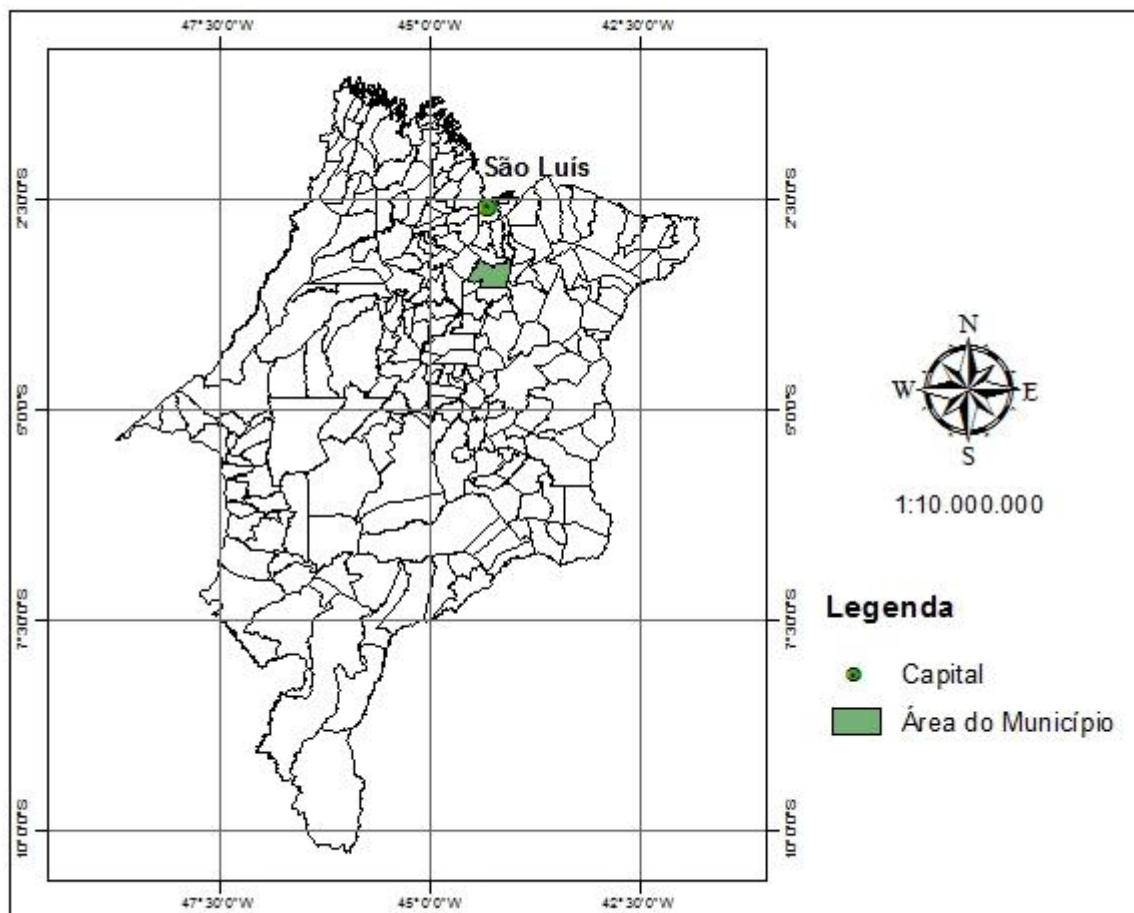 47°30'0"W 45°0'0"W 42°30'0"W
São Luís
2°30'0"S 2°30'0"S
N
W E
S
5°0'0"S 5°0'0"S
1:10.000.000
Legenda
7°30'0"S 7°30'0"S
Capital
Área do Município
10°0'0"S 10°0'0"S
47°30'0"W 45°0'0"W 42°30'0"W